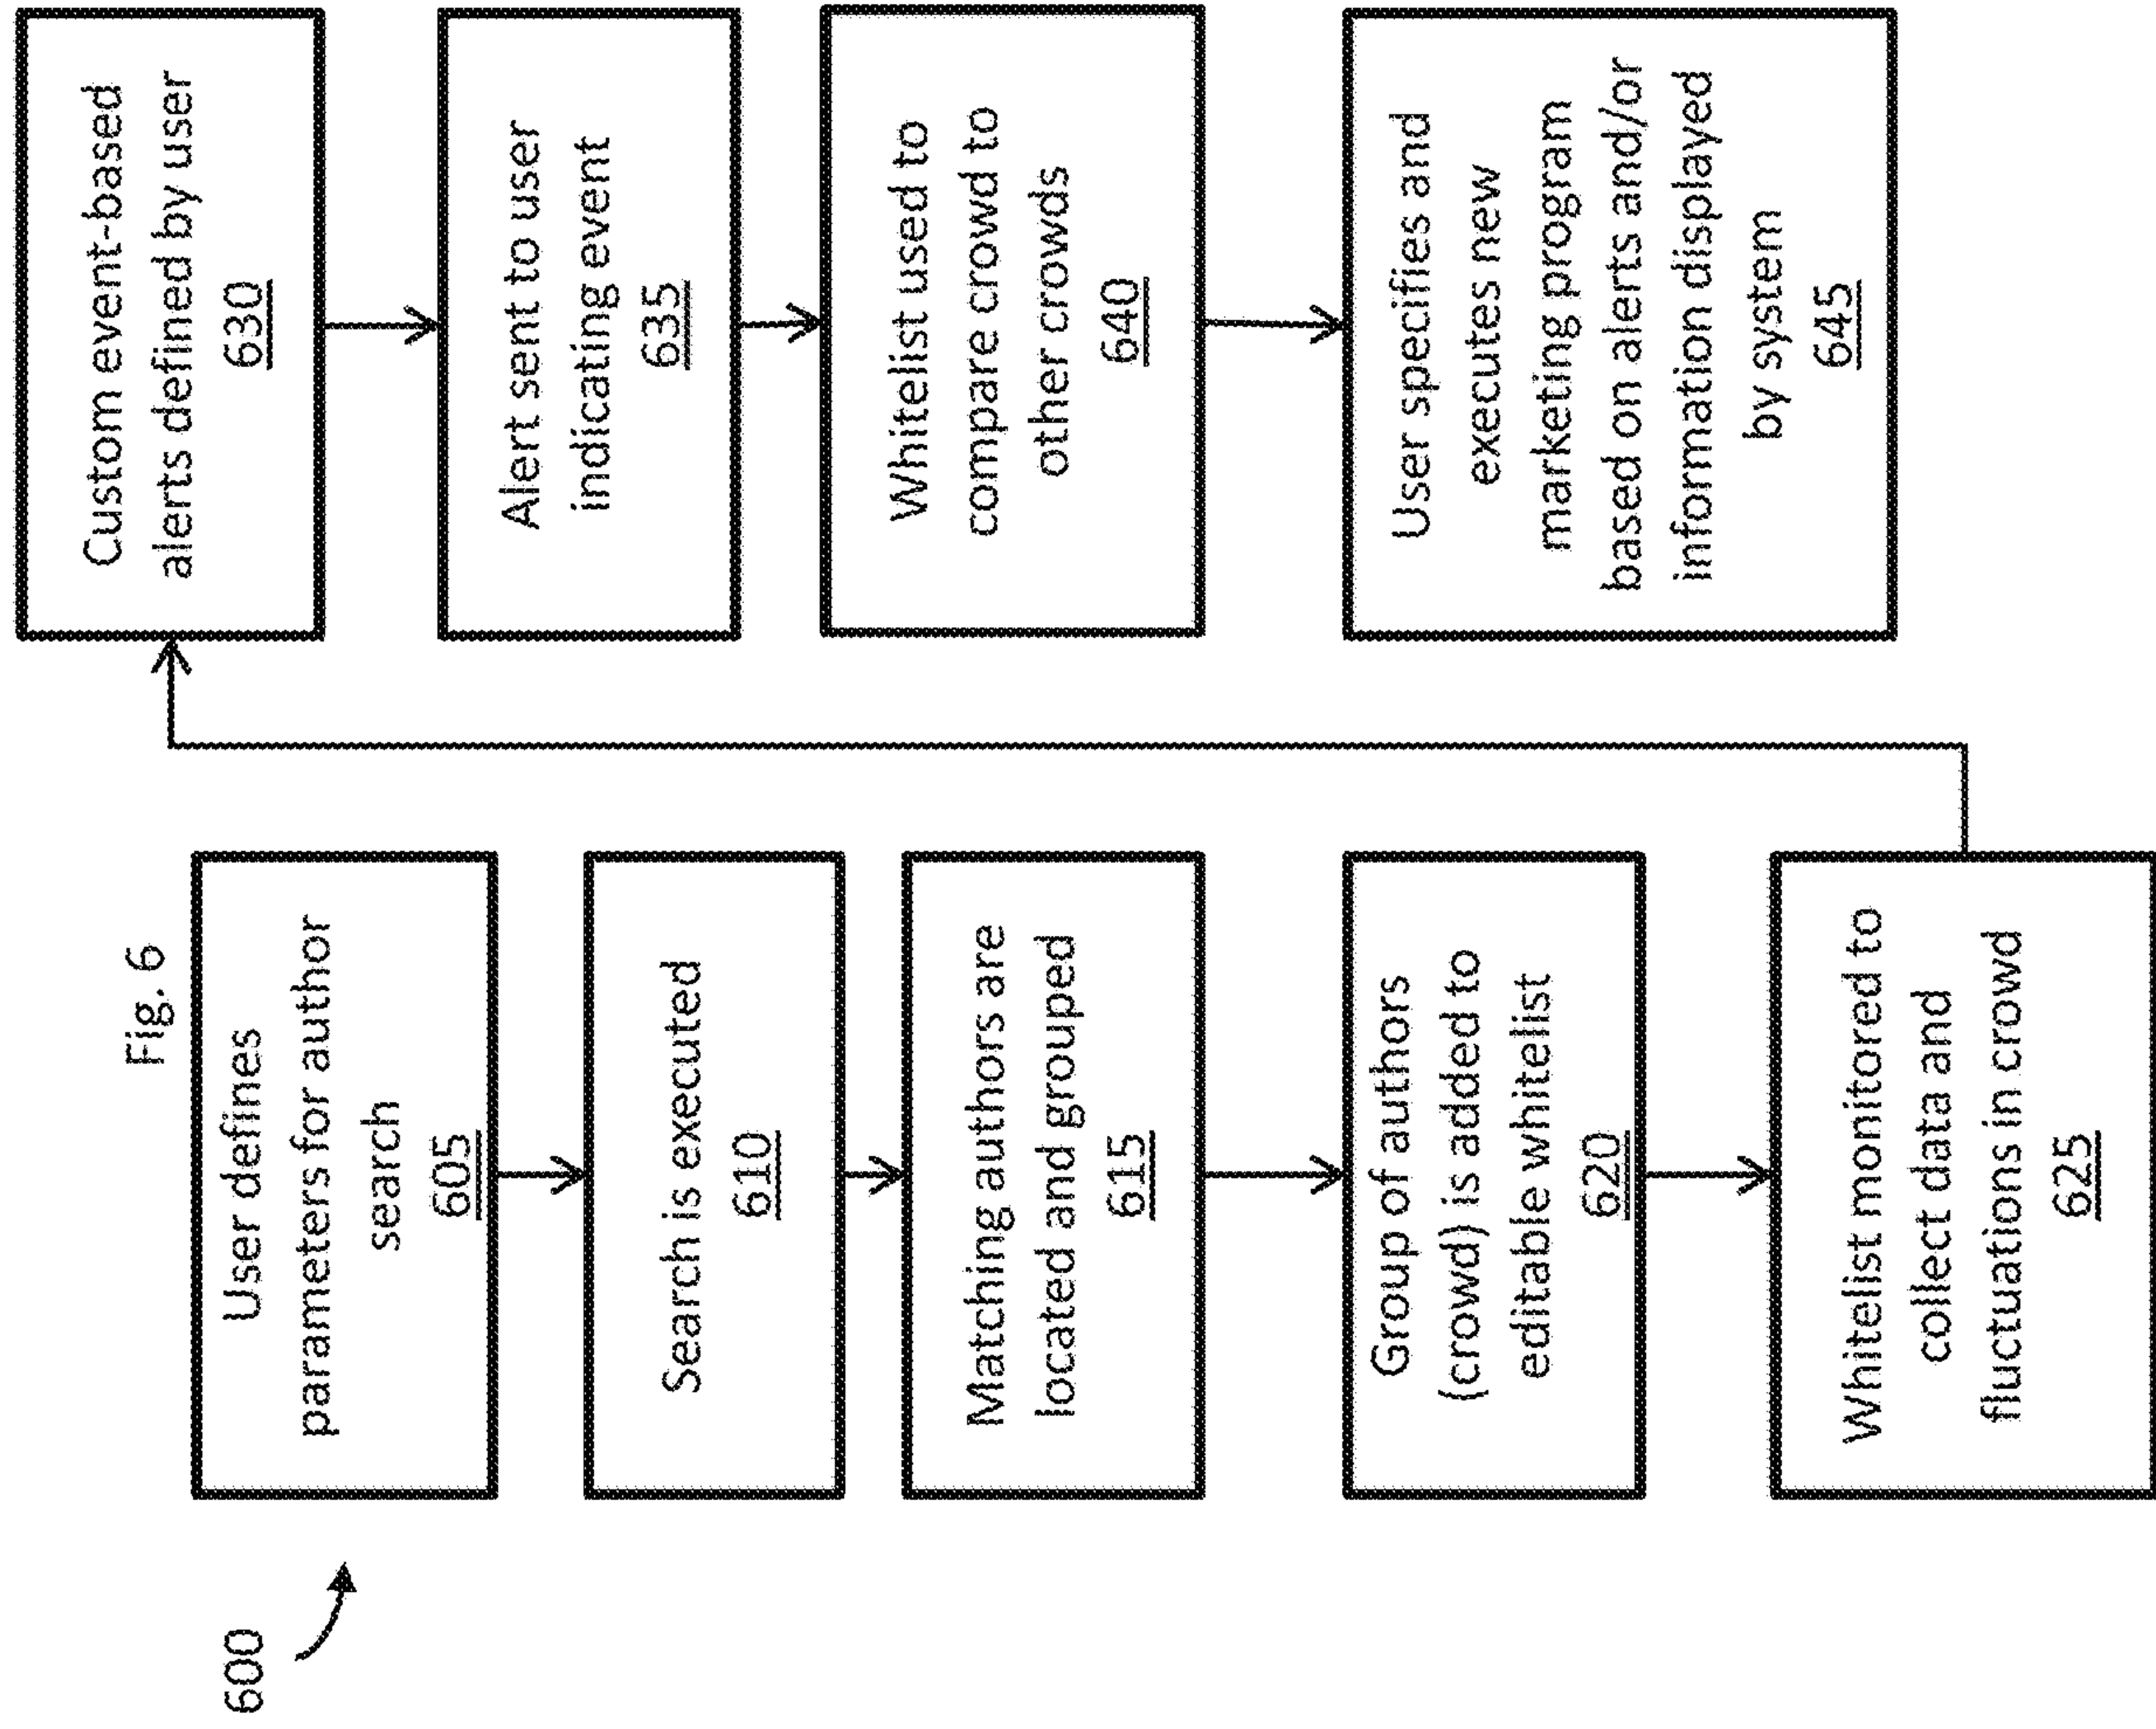 Fig. 6
600
User defines
parameters for author
search
605
Search is executed
610
Matching authors are
located and grouped
615
Group of authors
(crowd) is added to
editable whitelist
620
Whitelist monitored to
collect data and
fluctuations in crowd
625
Custom event-based
alerts defined by user
630
Alert sent to user
indicating event
635
Whitelist used to
compare crowd to
other crowds
640
User specifies and
executes new
marketing program
based on alerts and/or
information displayed
by system
645